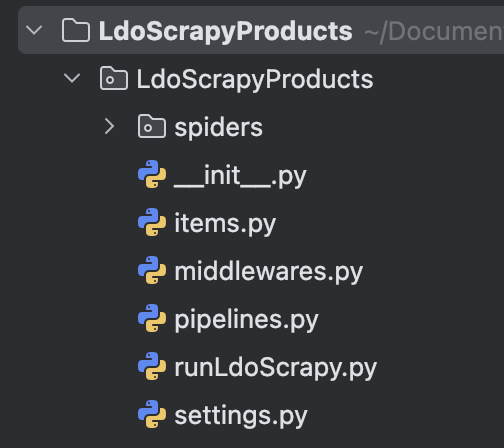 LdoScrapyProducts ~/Documen
LdoScrapyProducts
spiders
__init__.py
items.py
middlewares.py
pipelines.py
runLdoScrapy.py
settings.py